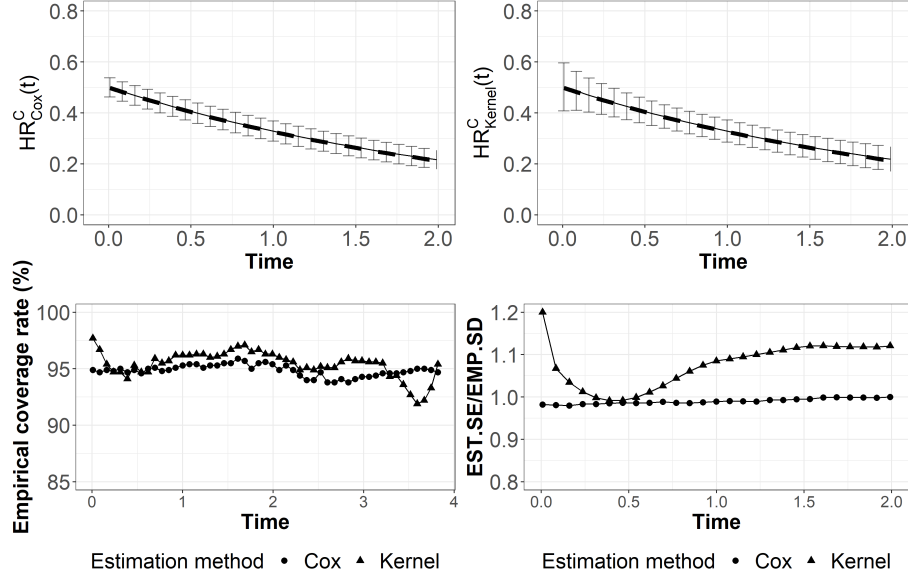 HR^C_Cox(t)
0.8
0.6
0.4
0.2
0.0
0.0 0.5 1.0 1.5 2.0
Time
HR^C_Kernel(t)
0.8
0.6
0.4
0.2
0.0
0.0 0.5 1.0 1.5 2.0
Time
Empirical coverage rate (%)
100
95
90
85
0 1 2 3 4
Time
Estimation method Cox Kernel
EST.SE/EMP.SD
1.2
1.1
1.0
0.9
0.8
0.0 0.5 1.0 1.5 2.0
Time
Estimation method Cox Kernel